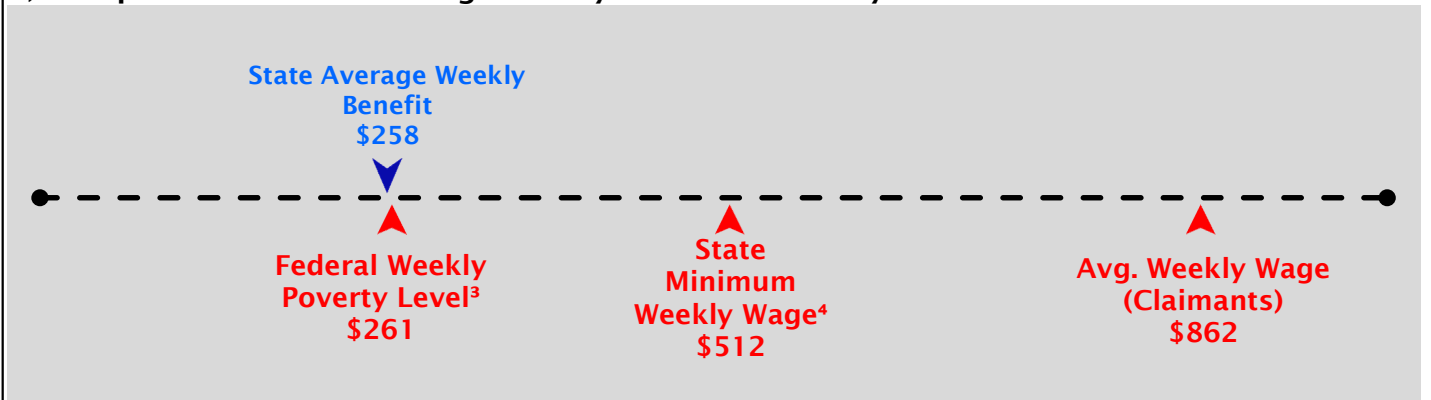 State Average Weekly
Benefit
$258
Federal Weekly
Poverty Level³
$261
State
Minimum
Weekly Wage⁴
$512
Avg. Weekly Wage
(Claimants)
$862